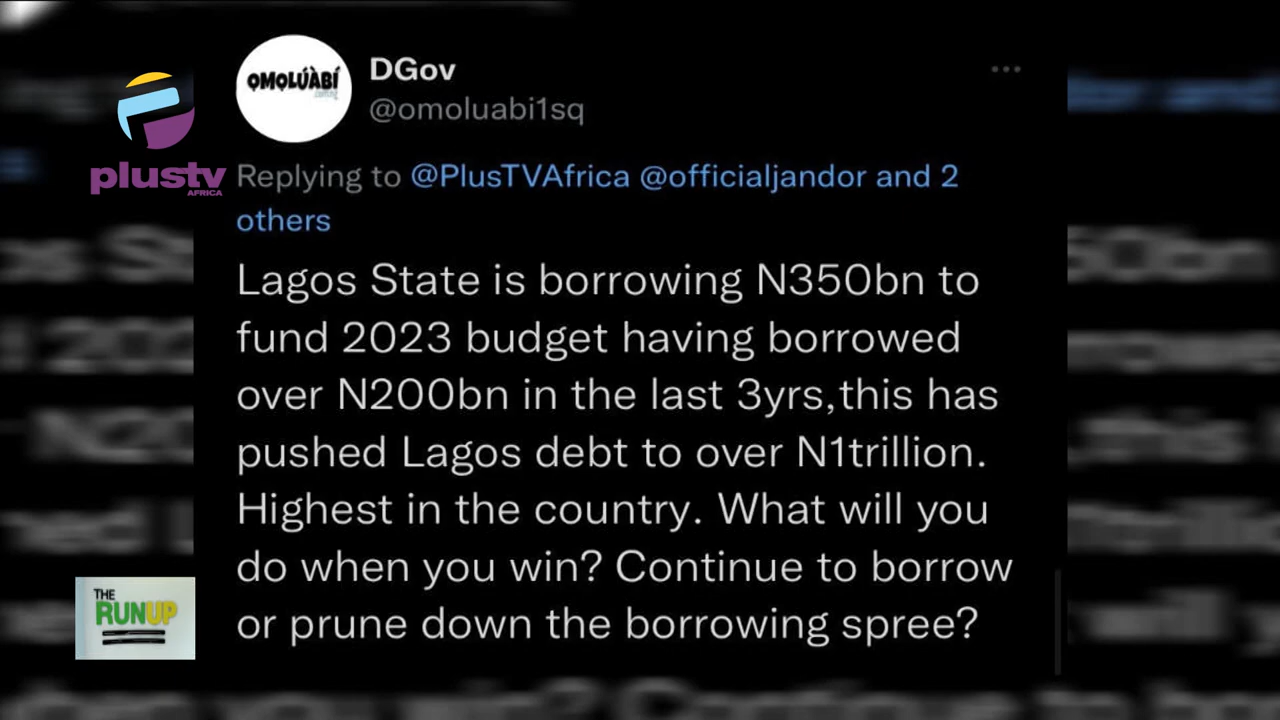 ỌMỌLÚÀBÍ
DGov
@omoluabi1sq
plustv
AFRICA
Replying to @PlusTVAfrica @officialjandor and 2
others
Lagos State is borrowing N350bn to
fund 2023 budget having borrowed
over N200bn in the last 3yrs,this has
pushed Lagos debt to over N1trillion.
Highest in the country. What will you
do when you win? Continue to borrow
or prune down the borrowing spree?
THE
RUNUP